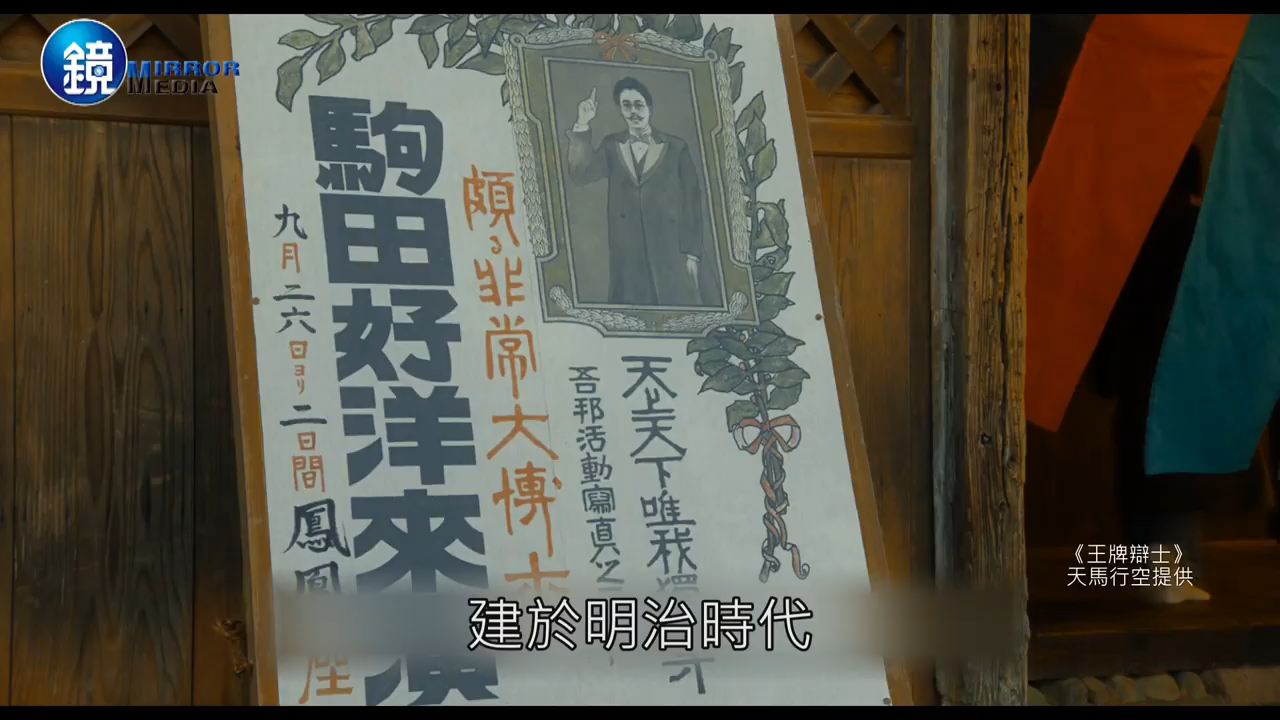 鏡 MIRROR MEDIA
天上天下唯我獨
吾邦活動寫真之
頗る非常大博士
駒田好洋來演
九月二六日ヨリ二日間 鳳凰座
《王牌辯士》
天馬行空提供
建於明治時代